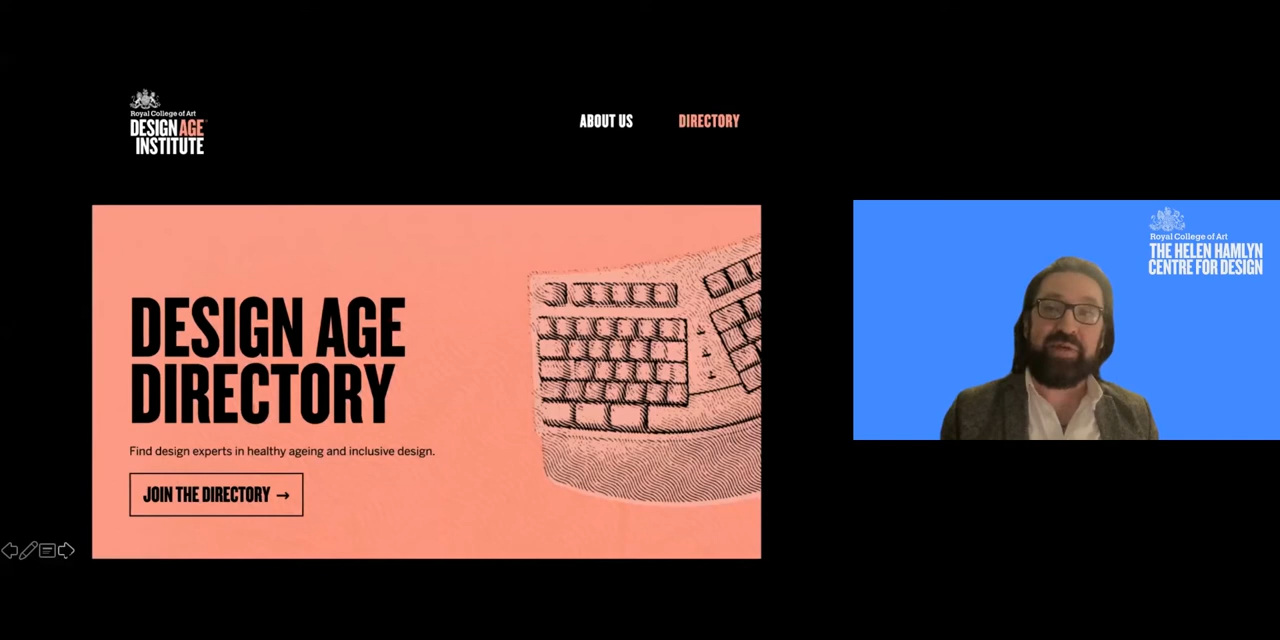 Royal College of Art
DESIGN AGE
INSTITUTE
ABOUT US
DIRECTORY
DESIGN AGE
DIRECTORY
Find design experts in healthy ageing and inclusive design.
JOIN THE DIRECTORY →
Royal College of Art
THE HELEN HAMLYN
CENTRE FOR DESIGN